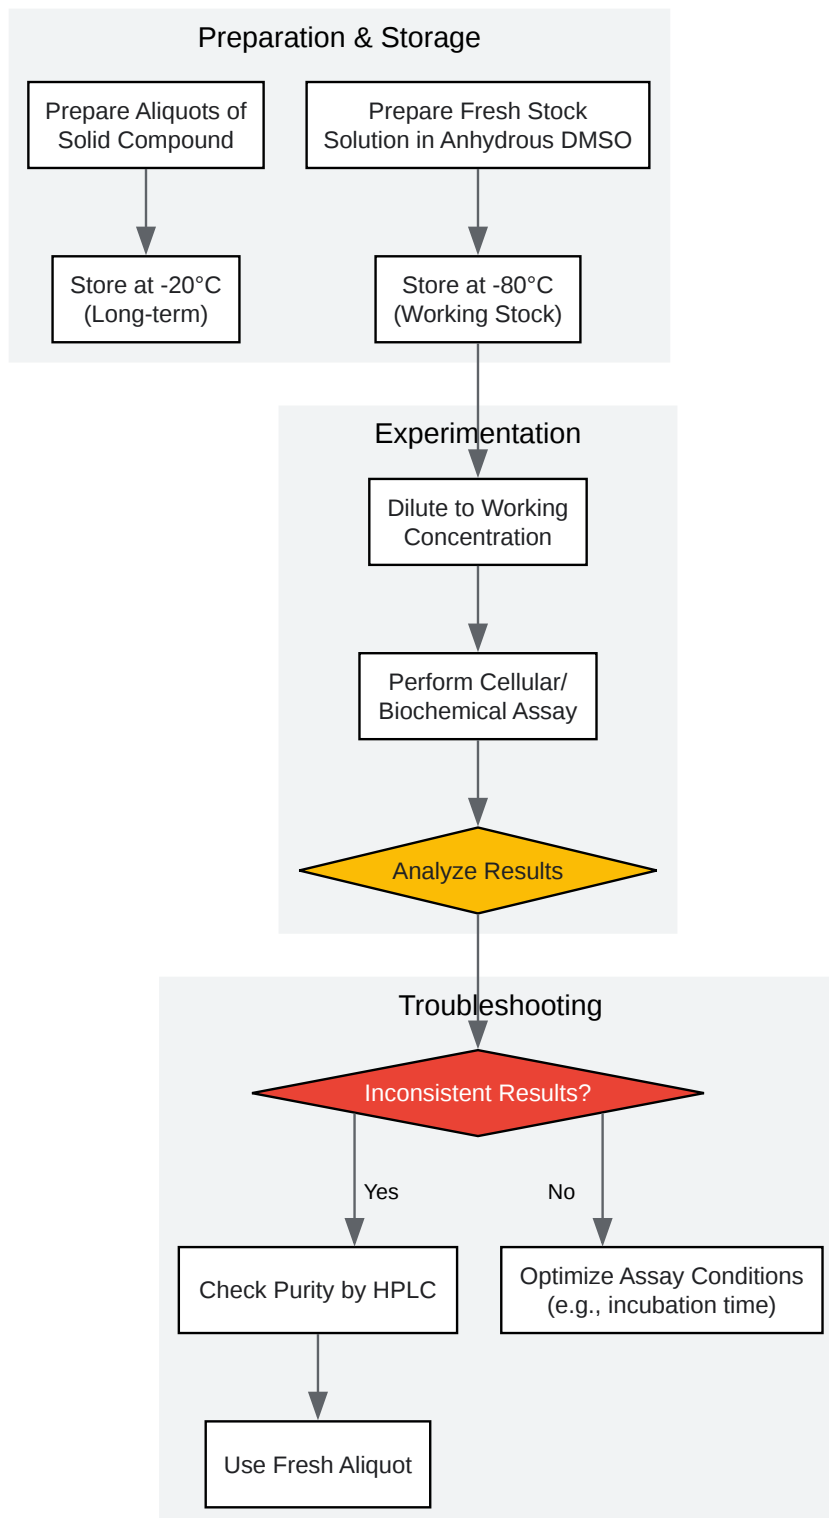 Preparation & Storage
Prepare Aliquots of
Solid Compound
Prepare Fresh Stock
Solution in Anhydrous DMSO
Store at -20°C
(Long-term)
Store at -80°C
(Working Stock)
Experimentation
Dilute to Working
Concentration
Perform Cellular/
Biochemical Assay
Analyze Results
Troubleshooting
Inconsistent Results?
Yes
No
Check Purity by HPLC
Optimize Assay Conditions
(e.g., incubation time)
Use Fresh Aliquot